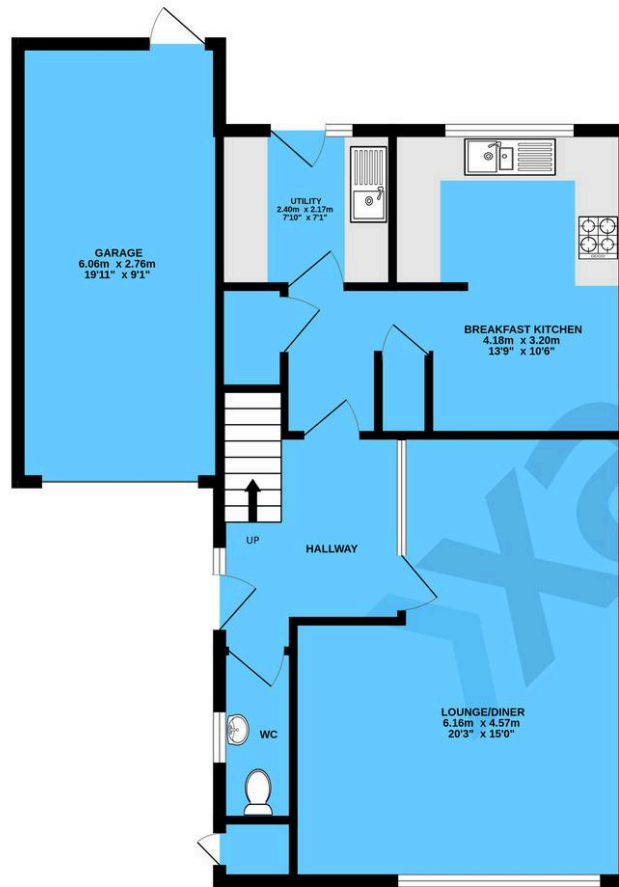 GARAGE
6.06m x 2.76m
19'11" x 9'1"
UTILITY
2.40m x 2.17m
7'10" x 7'1"
BREAKFAST KITCHEN
4.18m x 3.20m
13'9" x 10'6"
UP
HALLWAY
WC
LOUNGE/DINER
6.16m x 4.57m
20'3" x 15'0"
xa